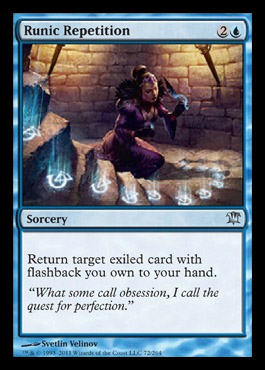 Runic Repetition 2
Sorcery
Return target exiled card with
flashback you own to your hand.
“What some call obsession, I call the
quest for perfection.”
Svetlin Velinov
™ & © 1993–2011 Wizards of the Coast LLC 72/264